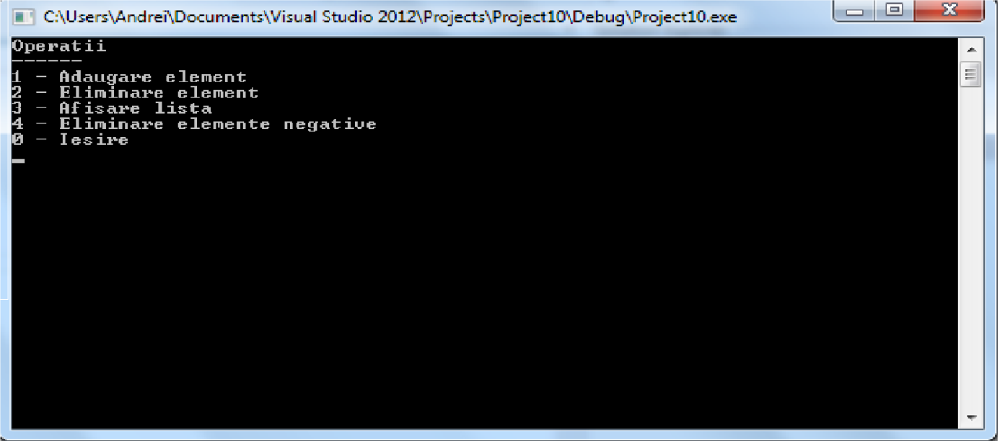 C:\Users\Andrei\Documents\Visual Studio 2012\Projects\Project10\Debug\Project10.exe
Operatii
------
1 - Adaugare element
2 - Eliminare element
3 - Afisare lista
4 - Eliminare elemente negative
0 - Iesire
_